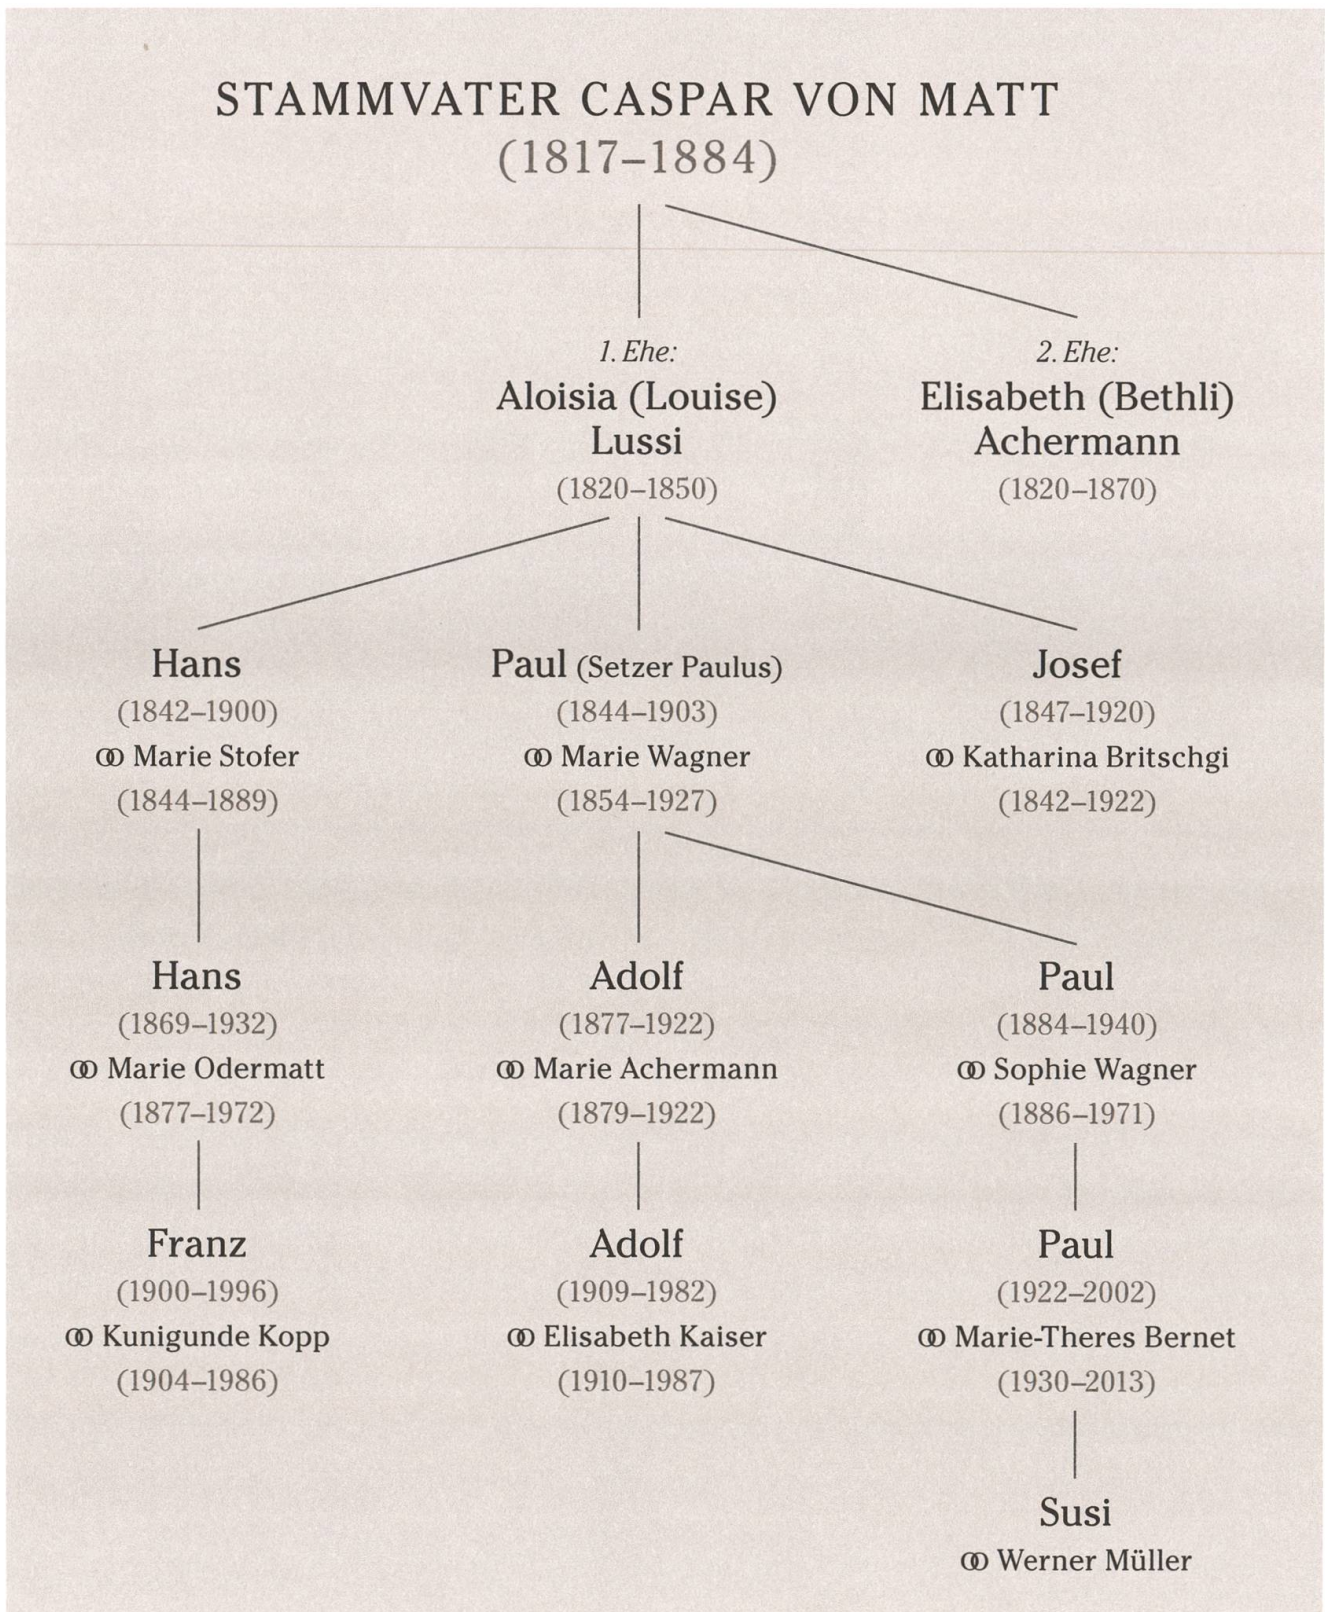 STAMMVATER CASPAR VON MATT
(1817–1884)
1. Ehe:
Aloisia (Louise)
Lussi
(1820–1850)
2. Ehe:
Elisabeth (Bethli)
Achermann
(1820–1870)
Hans
(1842–1900)
⚭ Marie Stofer
(1844–1889)
Paul (Setzer Paulus)
(1844–1903)
⚭ Marie Wagner
(1854–1927)
Josef
(1847–1920)
⚭ Katharina Britschgi
(1842–1922)
Hans
(1869–1932)
⚭ Marie Odermatt
(1877–1972)
Adolf
(1877–1922)
⚭ Marie Achermann
(1879–1922)
Paul
(1884–1940)
⚭ Sophie Wagner
(1886–1971)
Franz
(1900–1996)
⚭ Kunigunde Kopp
(1904–1986)
Adolf
(1909–1982)
⚭ Elisabeth Kaiser
(1910–1987)
Paul
(1922–2002)
⚭ Marie-Theres Bernet
(1930–2013)
Susi
⚭ Werner Müller